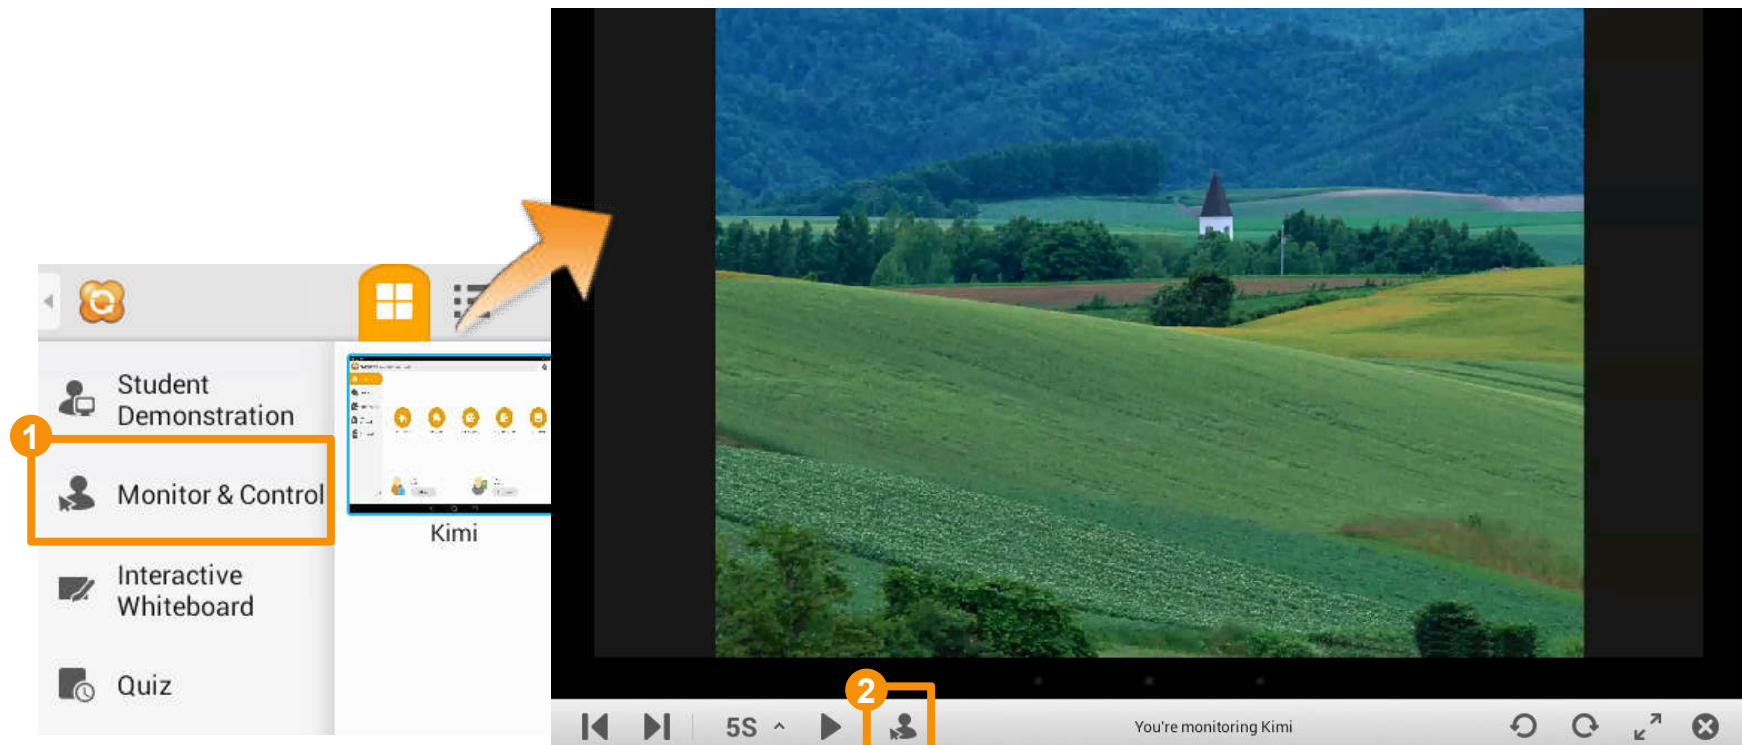 Student
Demonstration
1
Monitor & Control
Interactive
Whiteboard
Quiz
Kimi
2
5S
You're monitoring Kimi